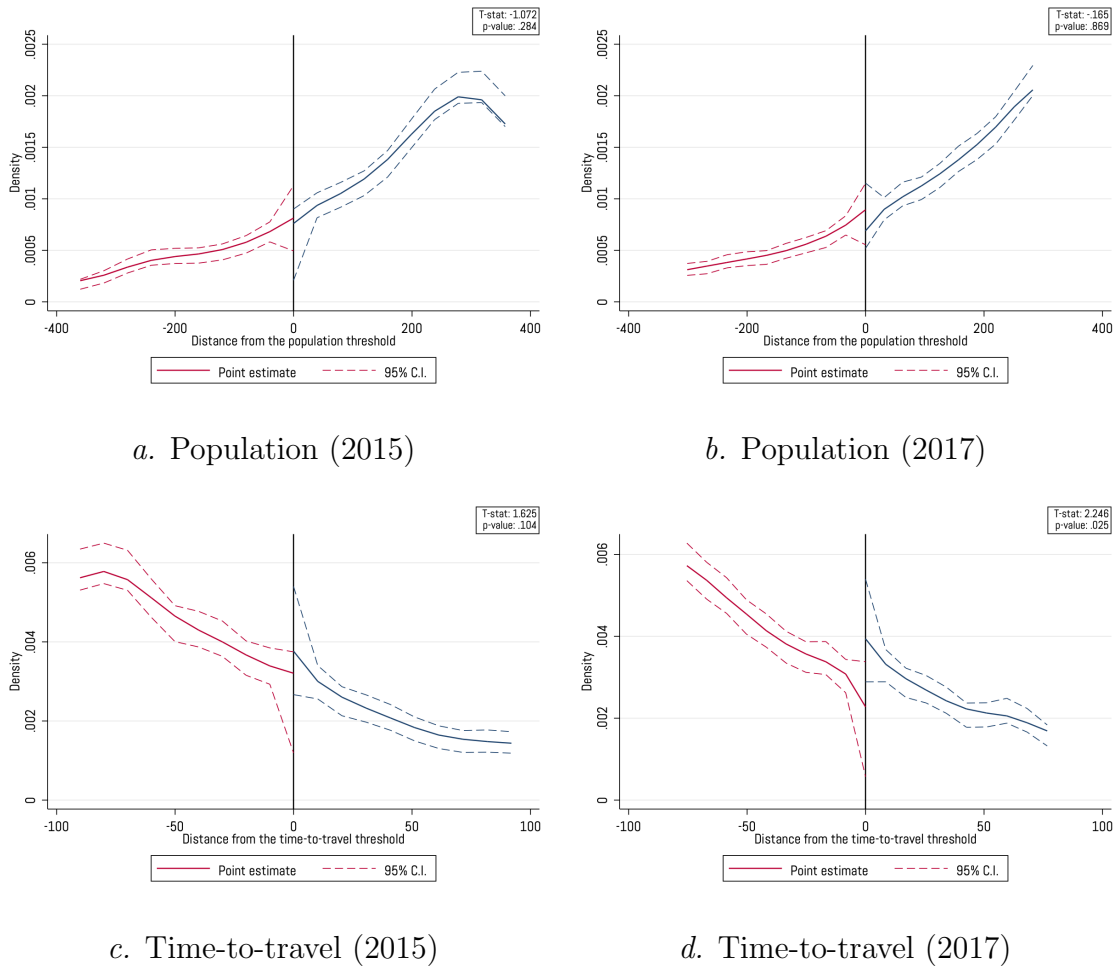 T-stat: -1.072
p-value: .284
Density
0 .0005 .001 .0015 .002 .0025
-400 -200 0 200 400
Distance from the population threshold
Point estimate 95% C.I.
a. Population (2015)
T-stat: -.165
p-value: .869
Density
0 .0005 .001 .0015 .002 .0025
-400 -200 0 200 400
Distance from the population threshold
Point estimate 95% C.I.
b. Population (2017)
T-stat: 1.625
p-value: .104
Density
0 .002 .004 .006
-100 -50 0 50 100
Distance from the time-to-travel threshold
Point estimate 95% C.I.
c. Time-to-travel (2015)
T-stat: 2.246
p-value: .025
Density
0 .002 .004 .006
-100 -50 0 50 100
Distance from the time-to-travel threshold
Point estimate 95% C.I.
d. Time-to-travel (2017)